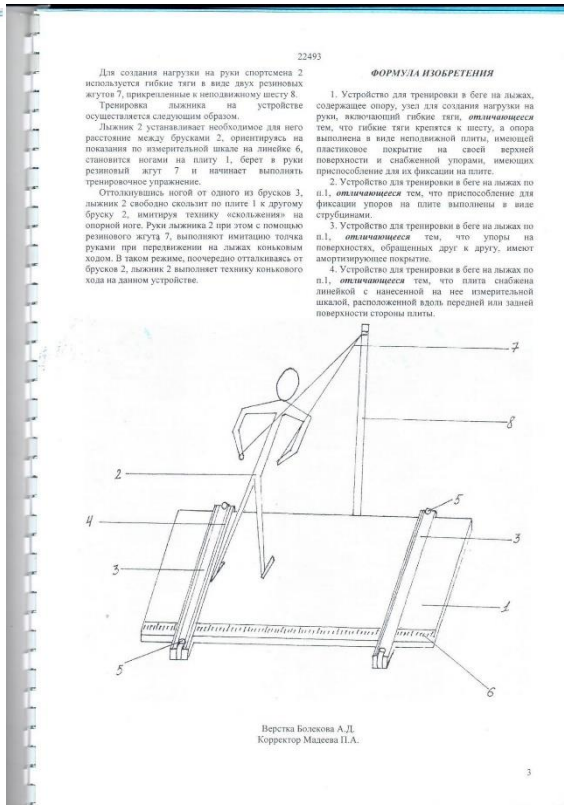 22493
Для создания нагрузки на руки спортсмена 2
используется гибкие тяги в виде двух резиновых
жгутов 7, прикрепленные к неподвижному шесту 8.
Тренировка лыжника на устройстве
осуществляется следующим образом.
Лыжник 2 устанавливает необходимое для него
расстояние между брусками 2, ориентируясь на
показания по измерительной шкале на линейке 6,
становится ногами на плиту 1, берет в руки
резиновый жгут 7 и начинает выполнять
тренировочное упражнение.
Оттолкнувшись ногой от одного из брусков 3,
лыжник 2 свободно скользит по плите 1 к другому
бруску 2, имитируя технику «скольжения» на
опорной ноге. Руки лыжника 2 при этом с помощью
резинового жгута 7, выполняют имитацию толчка
руками при передвижении на лыжах коньковым
ходом. В таком режиме, поочередно отталкиваясь от
брусков 2, лыжник 2 выполняет технику конькового
хода на данном устройстве.
ФОРМУЛА ИЗОБРЕТЕНИЯ
1. Устройство для тренировки в беге на лыжах,
содержащее опору, узел для создания нагрузки на
руки, включающий гибкие тяги, отличающееся
тем, что гибкие тяги крепятся к шесту, а опора
выполнена в виде неподвижной плиты, имеющей
пластиковое покрытие на своей верхней
поверхности и снабженной упорами, имеющих
приспособление для их фиксации на плите.
2. Устройство для тренировки в беге на лыжах по
п.1, отличающееся тем, что приспособление для
фиксации упоров на плите выполнены в виде
струбцинами.
3. Устройство для тренировки в беге на лыжах по
п.1, отличающееся тем, что упоры на
поверхностях, обращенных друг к другу, имеют
амортизирующее покрытие.
4. Устройство для тренировки в беге на лыжах по
п.1, отличающееся тем, что плита снабжена
линейкой с нанесенной на нее измерительной
шкалой, расположенной вдоль передней или задней
поверхности стороны плиты.
7
8
2
5
4
3
3
1
5
6
Верстка Болекова А.Д.
Корректор Мадеева П.А.
3